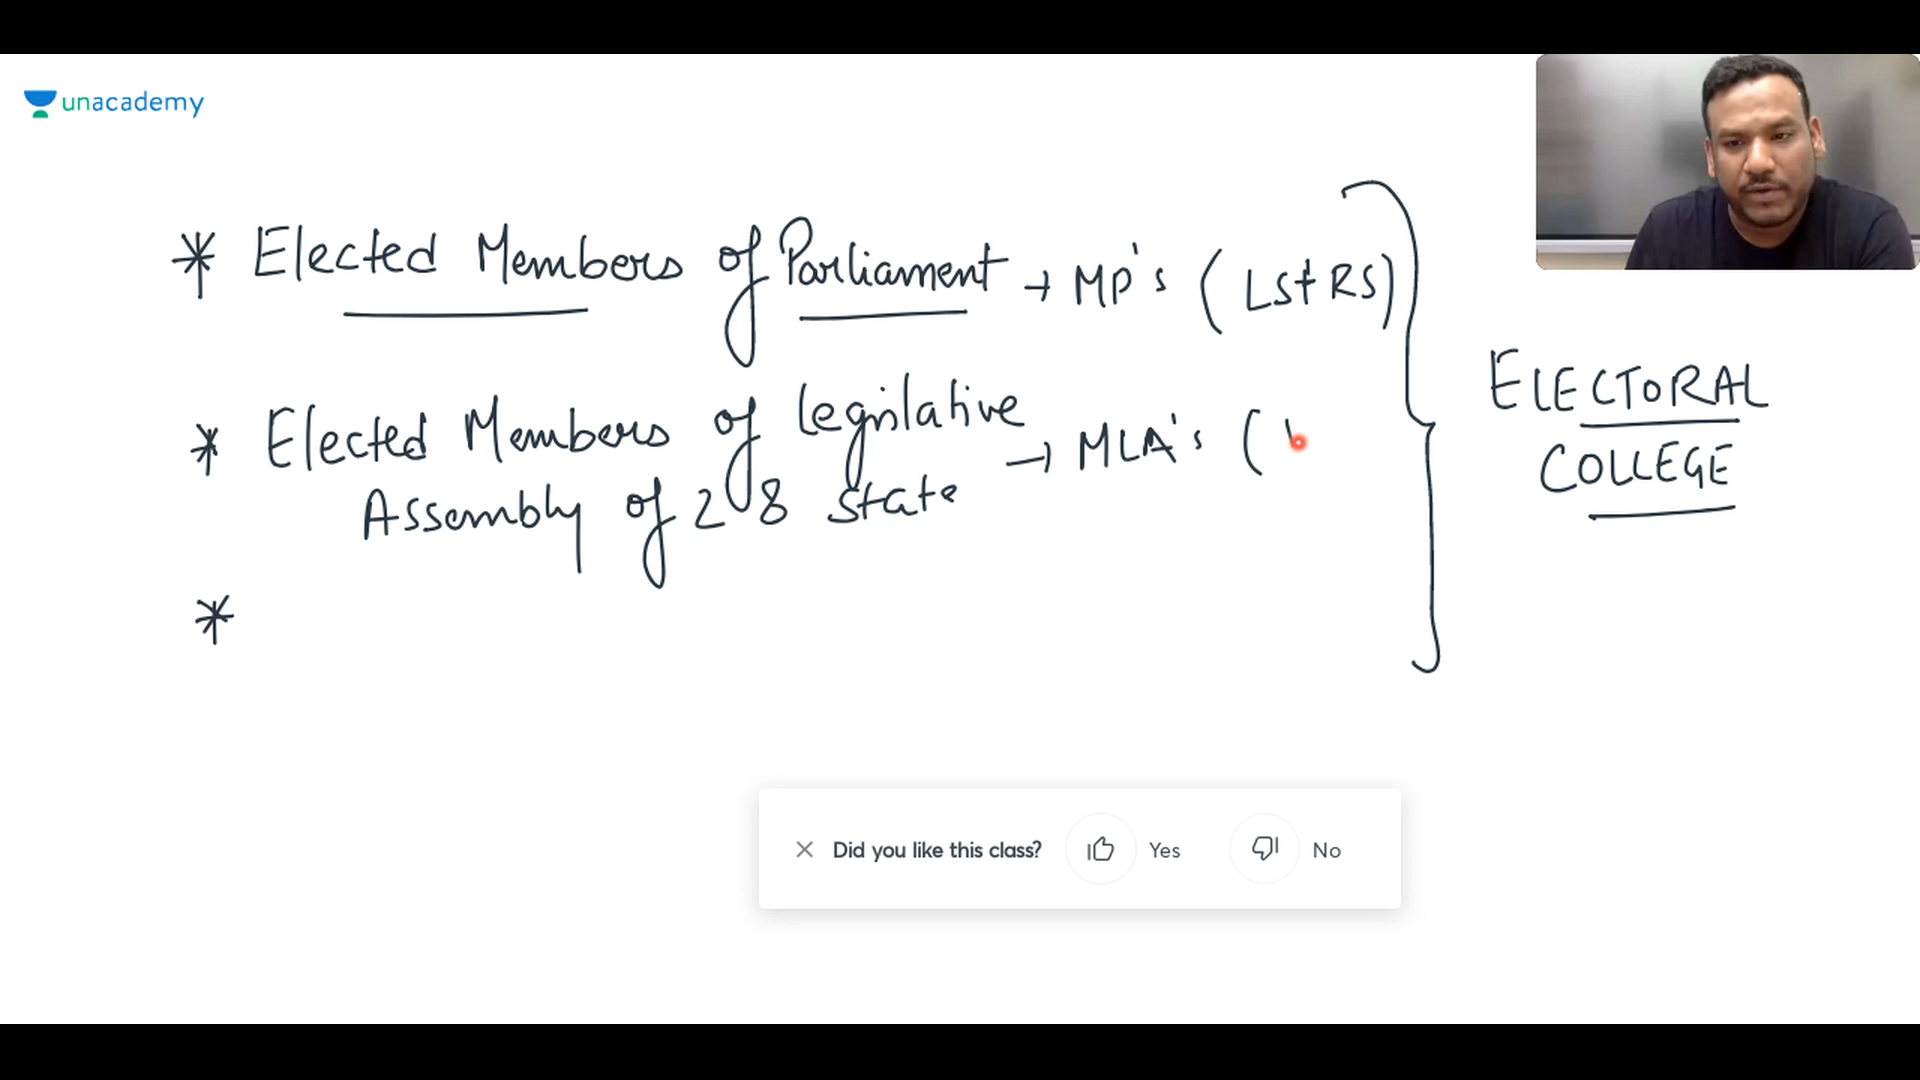 unacademy
* Elected Members of Parliament → MP's (LS+RS)
* Elected Members of Legislative
Assembly of 28 state → MLA's (
*
ELECTORAL
COLLEGE
Did you like this class? Yes No